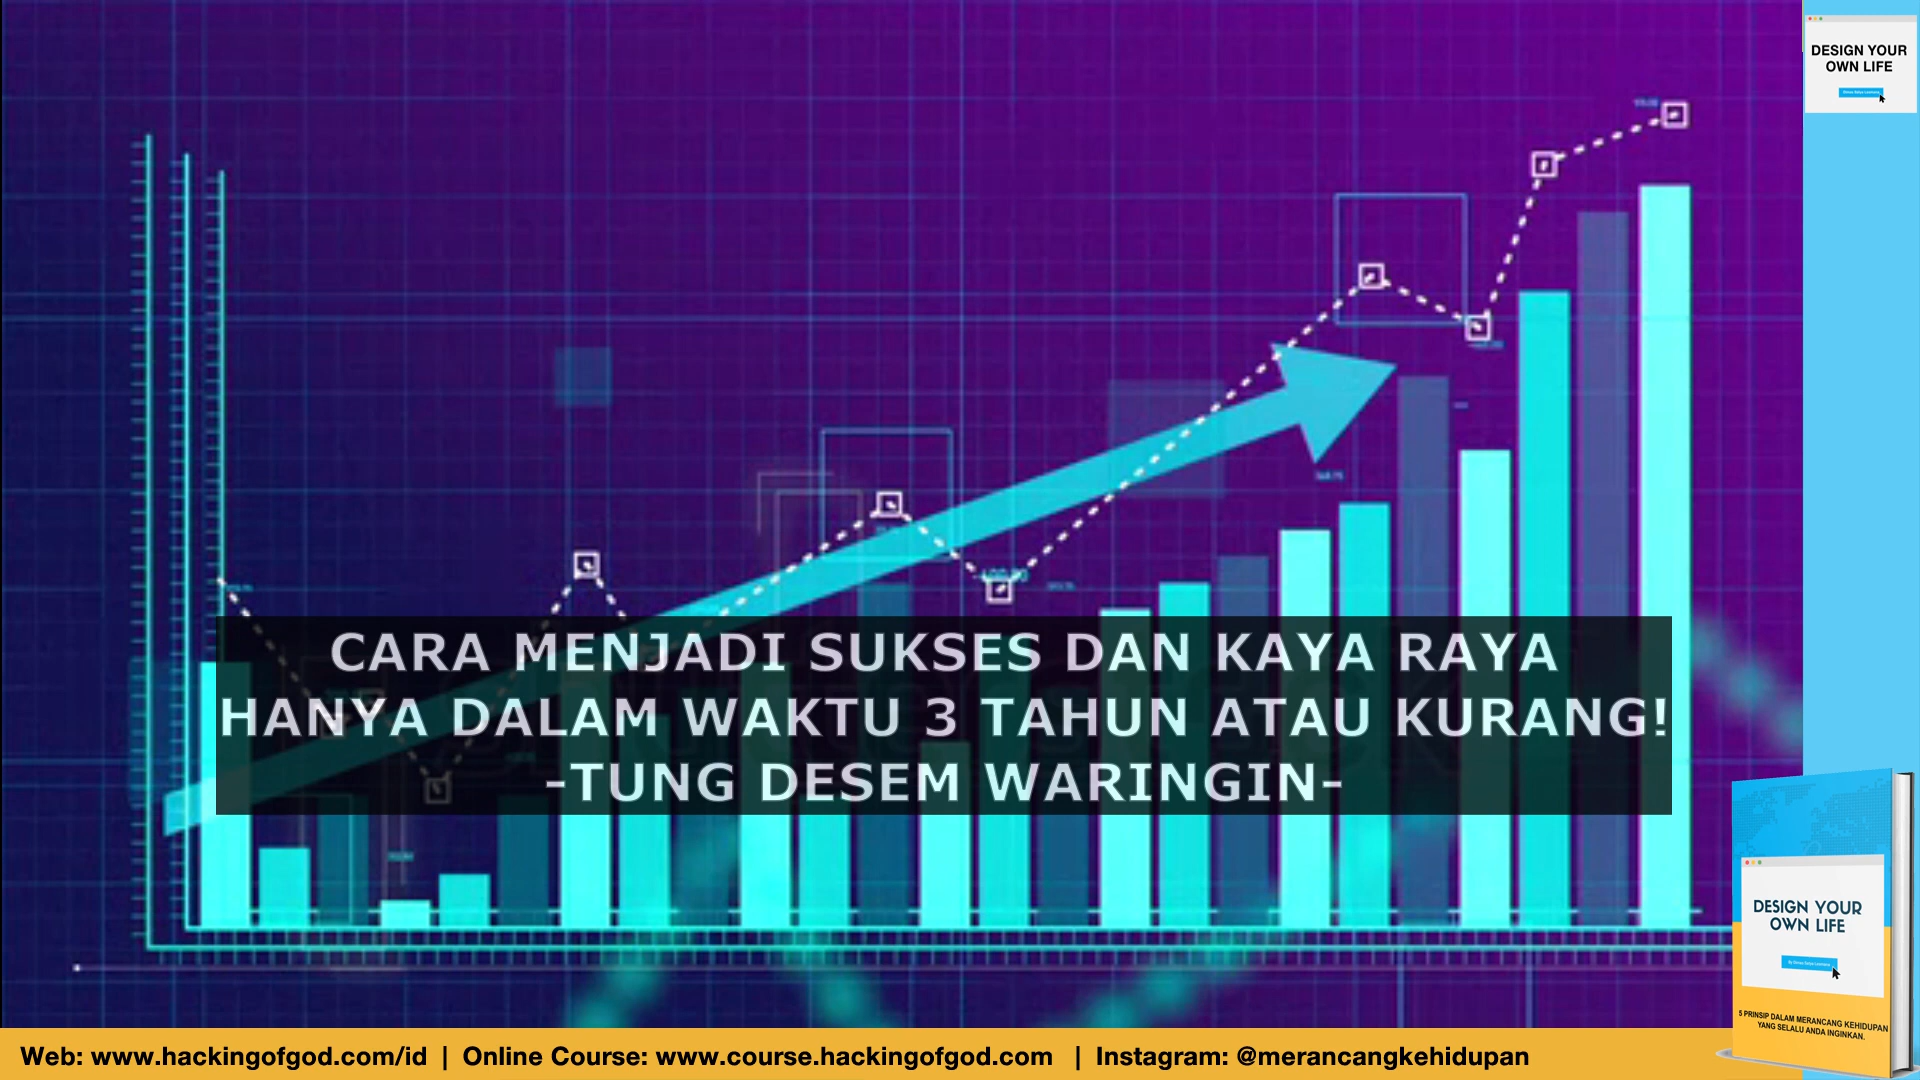 DESIGN YOUR
OWN LIFE
CARA MENJADI SUKSES DAN KAYA RAYA
HANYA DALAM WAKTU 3 TAHUN ATAU KURANG!
-TUNG DESEM WARINGIN-
DESIGN YOUR
OWN LIFE
5 PRINSIP DALAM MERANCANG KEHIDUPAN
YANG SELALU ANDA INGINKAN.
Web: www.hackingofgod.com/id | Online Course: www.course.hackingofgod.com | Instagram: @merancangkehidupan